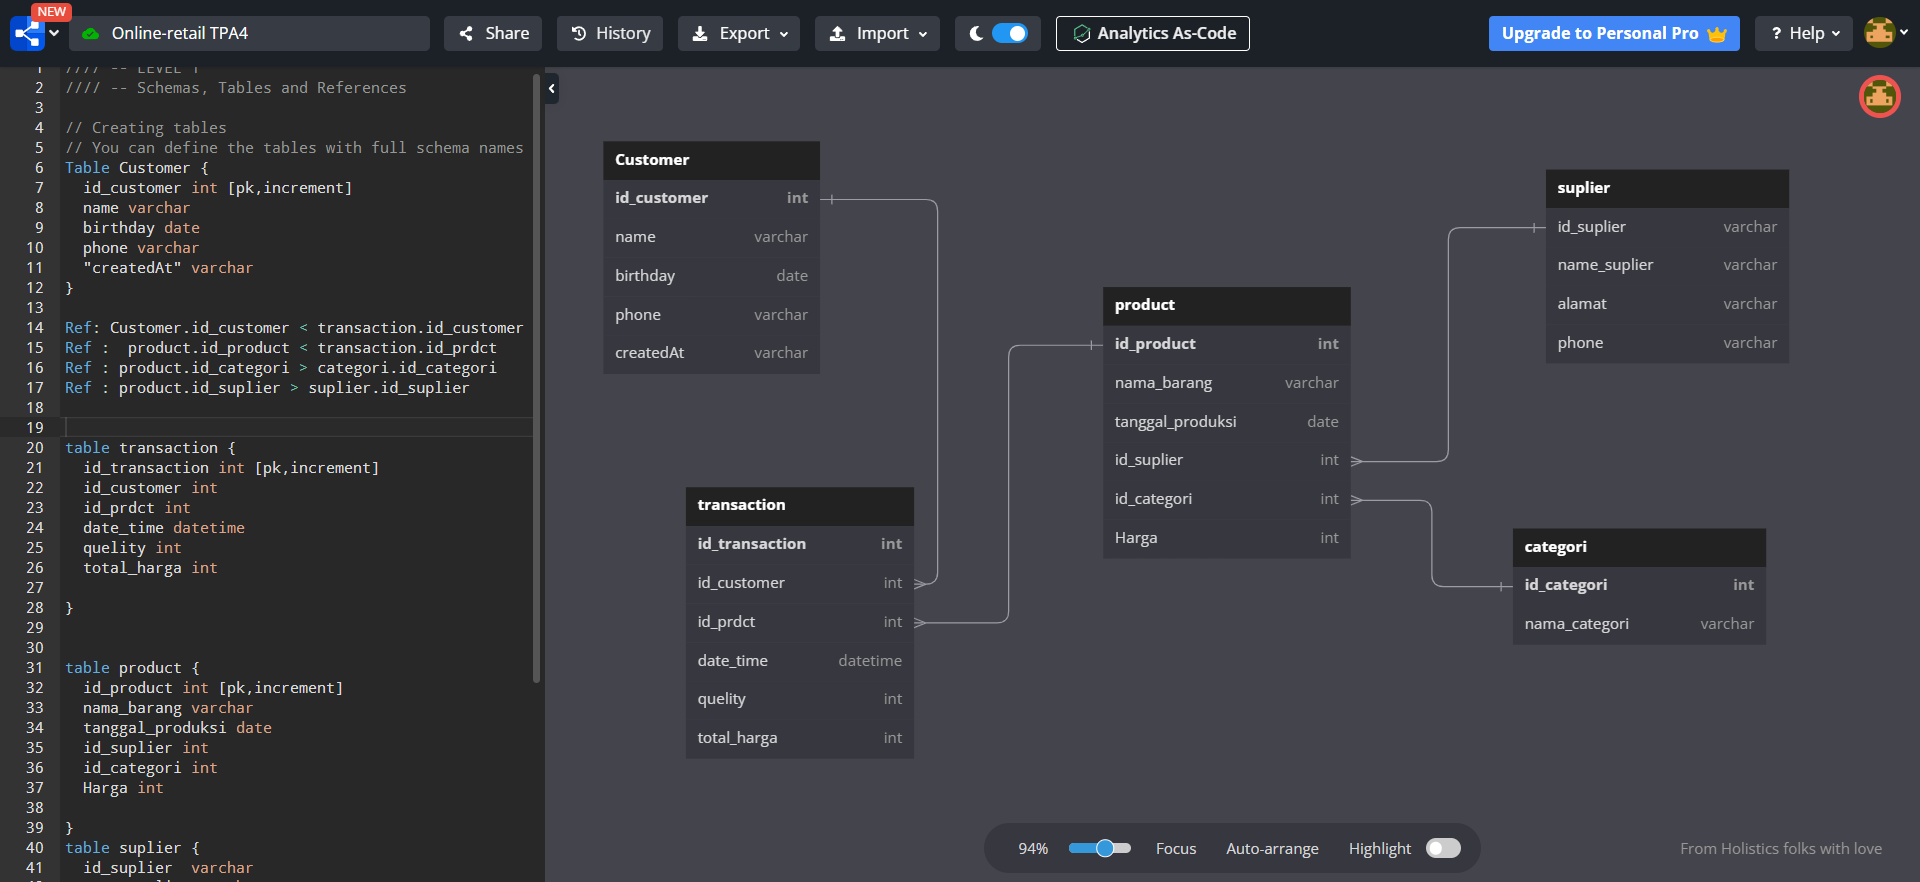 NEW
Online-retail TPA4
Share
History
Export
Import
Analytics As-Code
Upgrade to Personal Pro
? Help
1 //// -- LEVEL 1
2 //// -- Schemas, Tables and References
3
4 // Creating tables
5 // You can define the tables with full schema names
6 Table Customer {
7 id_customer int [pk,increment]
8 name varchar
9 birthday date
10 phone varchar
11 "createdAt" varchar
12 }
13
14 Ref: Customer.id_customer < transaction.id_customer
15 Ref :  product.id_product < transaction.id_prdct
16 Ref : product.id_categori > categori.id_categori
17 Ref : product.id_suplier > suplier.id_suplier
18
19
20 table transaction {
21 id_transaction int [pk,increment]
22 id_customer int
23 id_prdct int
24 date_time datetime
25 quelity int
26 total_harga int
27
28 }
29
30
31 table product {
32 id_product int [pk,increment]
33 nama_barang varchar
34 tanggal_produksi date
35 id_suplier int
36 id_categori int
37 Harga int
38
39 }
40 table suplier {
41 id_suplier  varchar
Customer
id_customer int
name varchar
birthday date
phone varchar
createdAt varchar
transaction
id_transaction int
id_customer int
id_prdct int
date_time datetime
quelity int
total_harga int
product
id_product int
nama_barang varchar
tanggal_produksi date
id_suplier int
id_categori int
Harga int
suplier
id_suplier varchar
name_suplier varchar
alamat varchar
phone varchar
categori
id_categori int
nama_categori varchar
94%
Focus
Auto-arrange
Highlight
From Holistics folks with love